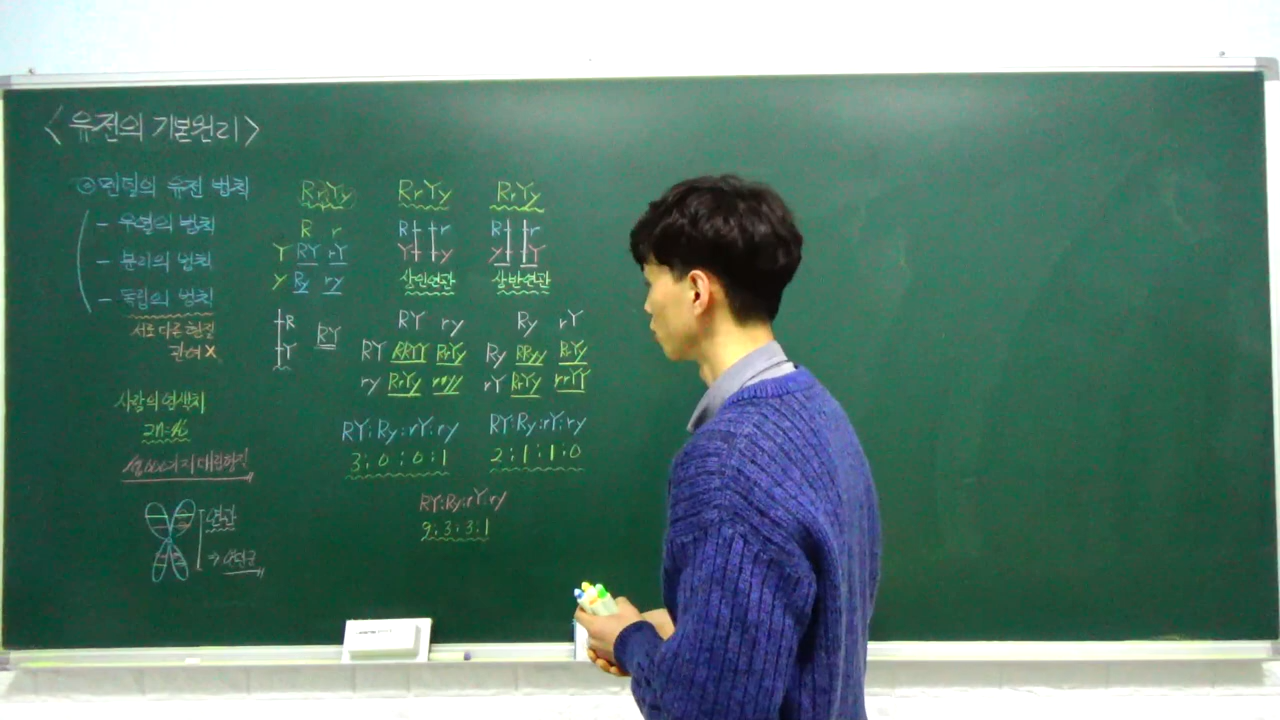 <유전의 기본원리>
⊙멘델의 유전 법칙
- 우열의 법칙
- 분리의 법칙
- 독립의 법칙
서로 다른 형질
관여 X
사람의 염색체
2n=46
대립형질
연관
⇒
RrYy
R r
Y RY rY
y Ry ry
R
Y
RY
RrYy
R r
Y y
상인연관
RY ry
RY RRYY RrYy
ry RrYy rryy
RY:Ry:rY:ry
3:0:0:1
RrYy
R r
y Y
상반연관
Ry rY
Ry RRyy RrYy
rY RrYy rrYY
RY:Ry:rY:ry
2:1:1:0
RY:Ry:rY:ry
9:3:3:1